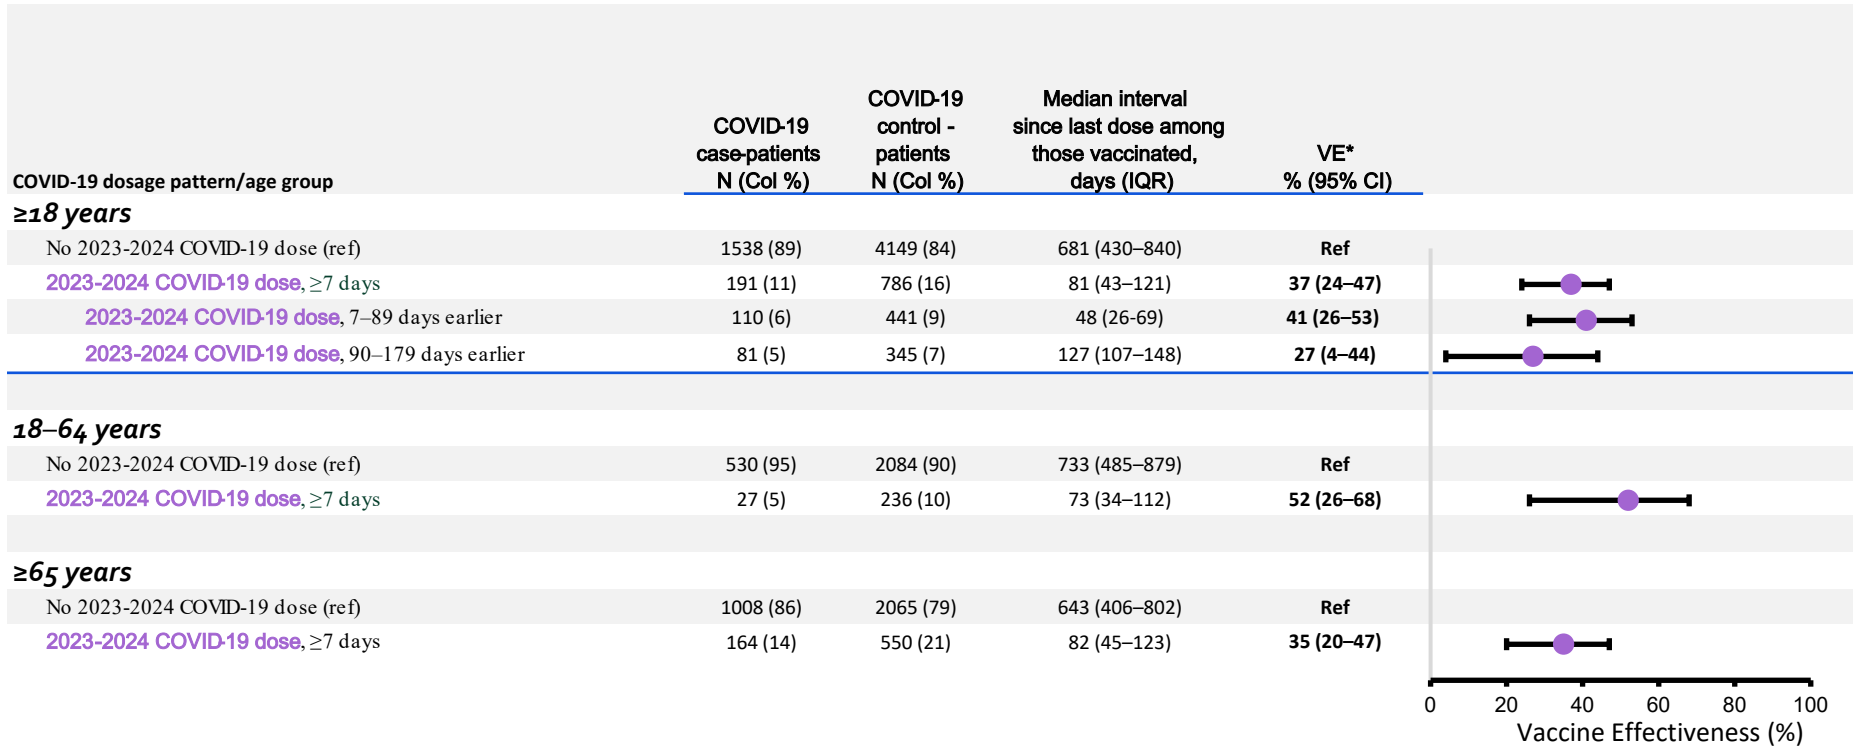 COVID-19 dosage pattern/age group
COVID-19
case-patients
N (Col %)
COVID-19
control -
patients
N (Col %)
Median interval
since last dose among
those vaccinated,
days (IQR)
VE*
% (95% CI)
≥18 years
No 2023-2024 COVID-19 dose (ref) 1538 (89) 4149 (84) 681 (430–840) Ref
2023-2024 COVID-19 dose, ≥7 days 191 (11) 786 (16) 81 (43–121) 37 (24–47)
2023-2024 COVID-19 dose, 7–89 days earlier 110 (6) 441 (9) 48 (26-69) 41 (26–53)
2023-2024 COVID-19 dose, 90–179 days earlier 81 (5) 345 (7) 127 (107–148) 27 (4–44)
18–64 years
No 2023-2024 COVID-19 dose (ref) 530 (95) 2084 (90) 733 (485–879) Ref
2023-2024 COVID-19 dose, ≥7 days 27 (5) 236 (10) 73 (34–112) 52 (26–68)
≥65 years
No 2023-2024 COVID-19 dose (ref) 1008 (86) 2065 (79) 643 (406–802) Ref
2023-2024 COVID-19 dose, ≥7 days 164 (14) 550 (21) 82 (45–123) 35 (20–47)
0 20 40 60 80 100
Vaccine Effectiveness (%)